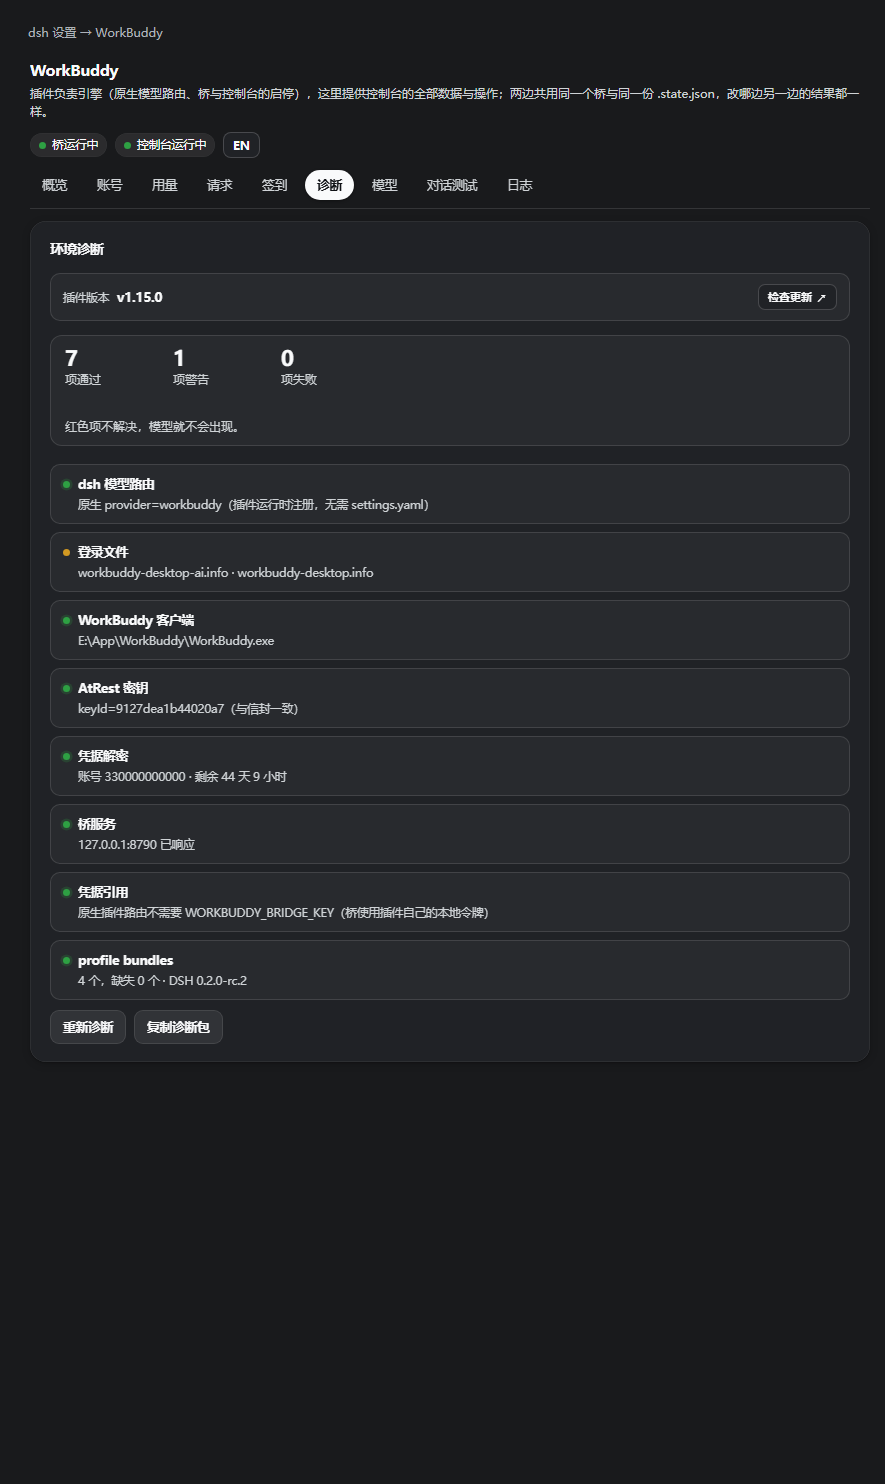 dsh 设置 → WorkBuddy
WorkBuddy
插件负责引擎（原生模型路由、桥与控制台的启停），这里提供控制台的全部数据与操作；两边共用同一个桥与同一份 .state.json，改哪边另一边的结果都一
样。
桥运行中 控制台运行中 EN
概览 账号 用量 请求 签到 诊断 模型 对话测试 日志
环境诊断
插件版本 v1.15.0 检查更新 ↗
7 1 0
项通过 项警告 项失败
红色项不解决，模型就不会出现。
dsh 模型路由
原生 provider=workbuddy（插件运行时注册，无需 settings.yaml）
登录文件
workbuddy-desktop-ai.info · workbuddy-desktop.info
WorkBuddy 客户端
E:\App\WorkBuddy\WorkBuddy.exe
AtRest 密钥
keyId=9127dea1b44020a7（与信封一致）
凭据解密
账号 330000000000 · 剩余 44 天 9 小时
桥服务
127.0.0.1:8790 已响应
凭据引用
原生插件路由不需要 WORKBUDDY_BRIDGE_KEY（桥使用插件自己的本地令牌）
profile bundles
4 个，缺失 0 个 · DSH 0.2.0-rc.2
重新诊断 复制诊断包